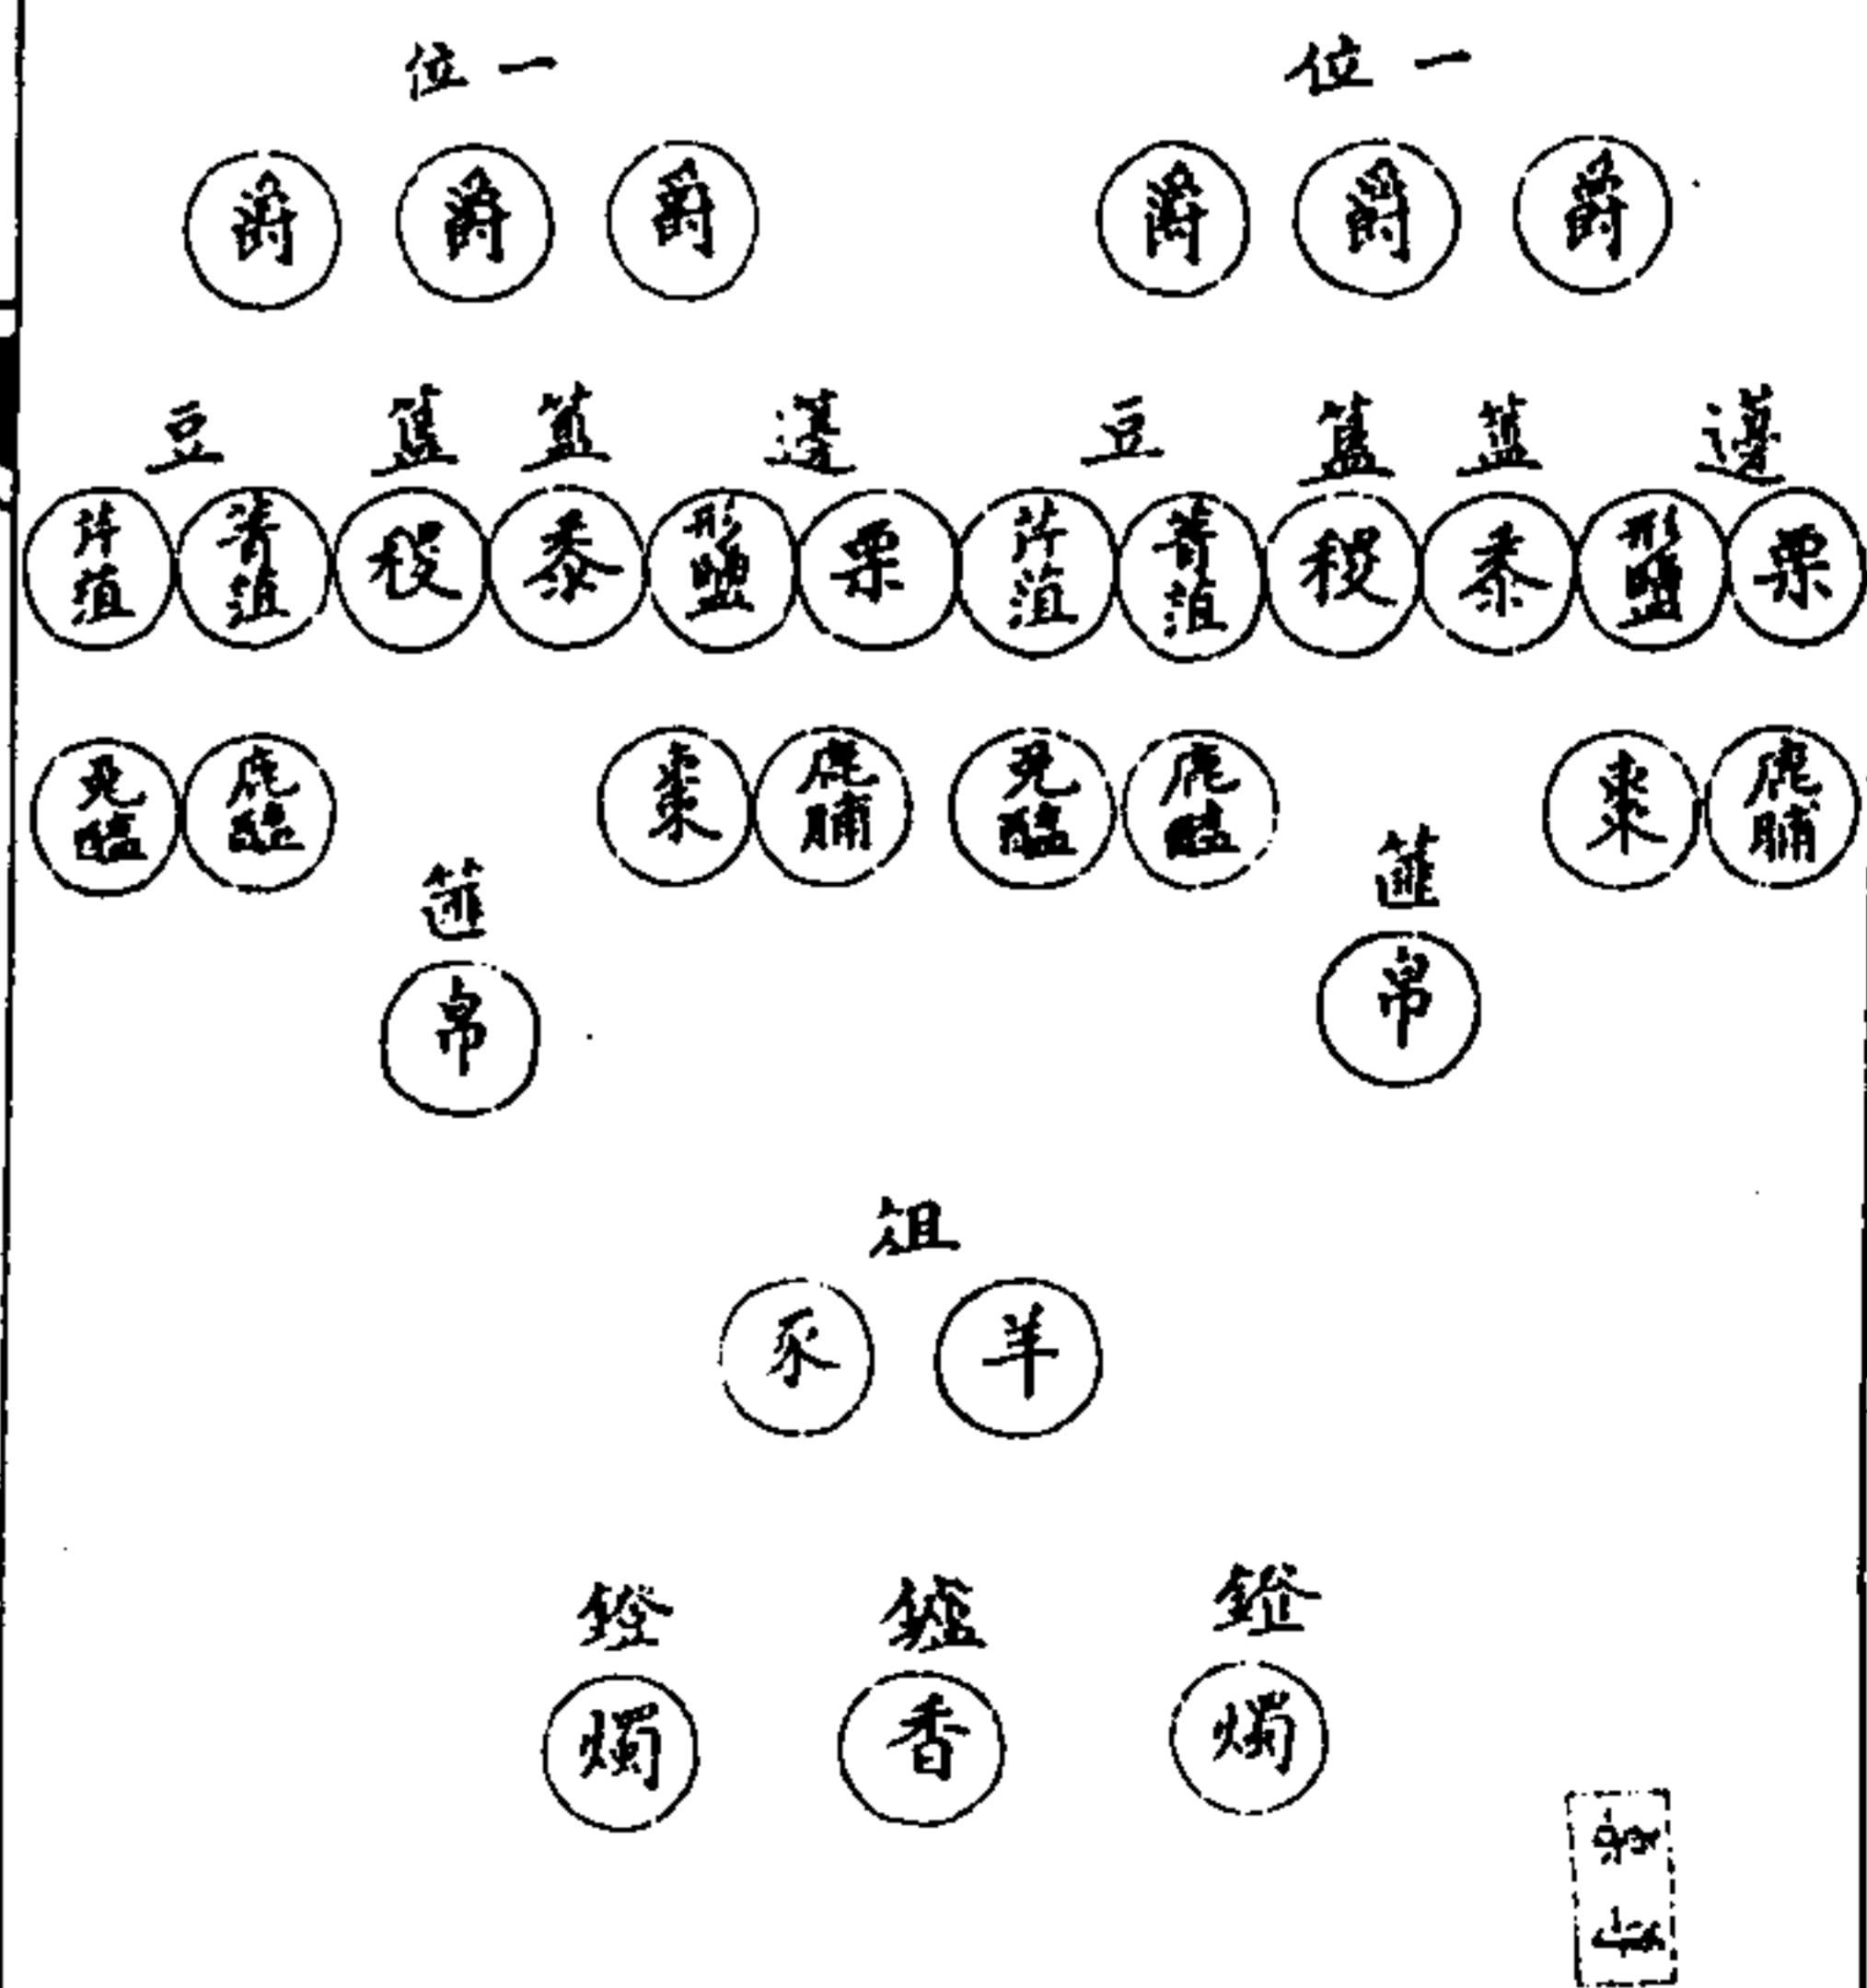 一位 一位
爵 爵 爵 爵 爵 爵
籩 簠 簋 豆 籩 簠 簋 豆
栗 形鹽 黍 稷 菁菹 芹菹 栗 形鹽 黍 稷 菁菹 芹菹
鹿脯 棗 鹿醢 兔醢 鹿脯 棗 鹿醢 兔醢
篚 篚
帛 帛
俎
羊 豕
鐙 鑪 鐙
燭 香 燭